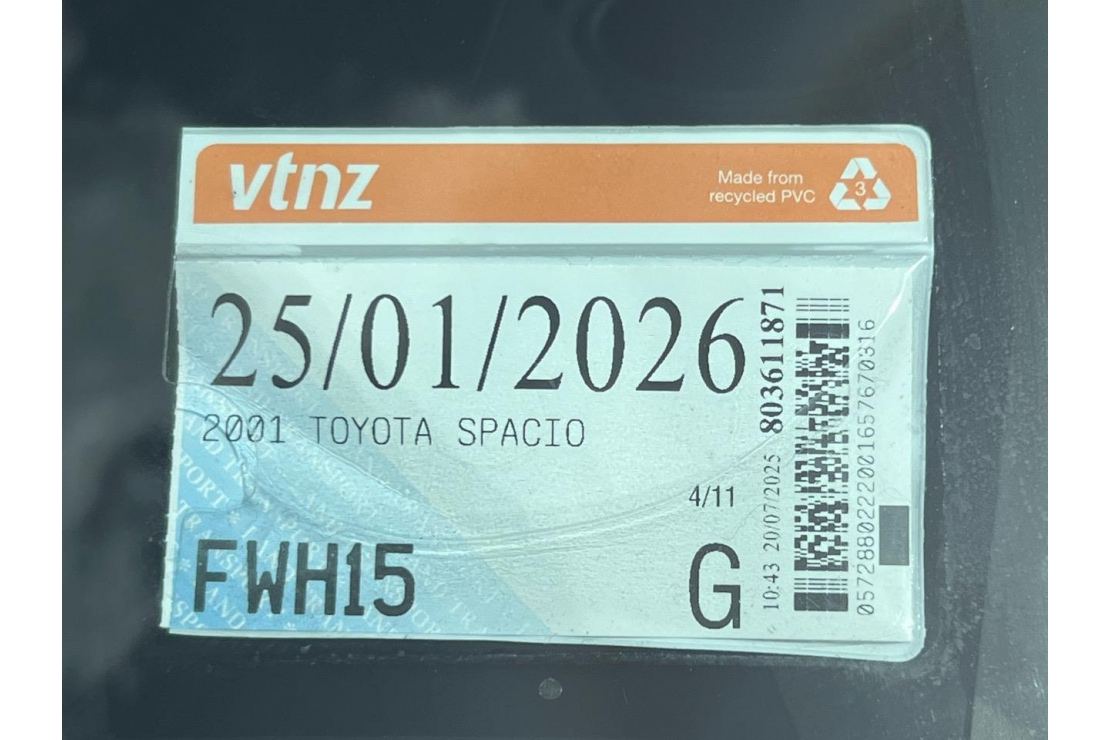 vtnz
Made from
recycled PVC
3
25/01/2026
2001 TOYOTA SPACIO
4/11
FWH15
G
10:43 20/07/2025 803611871
05728802222001657670316